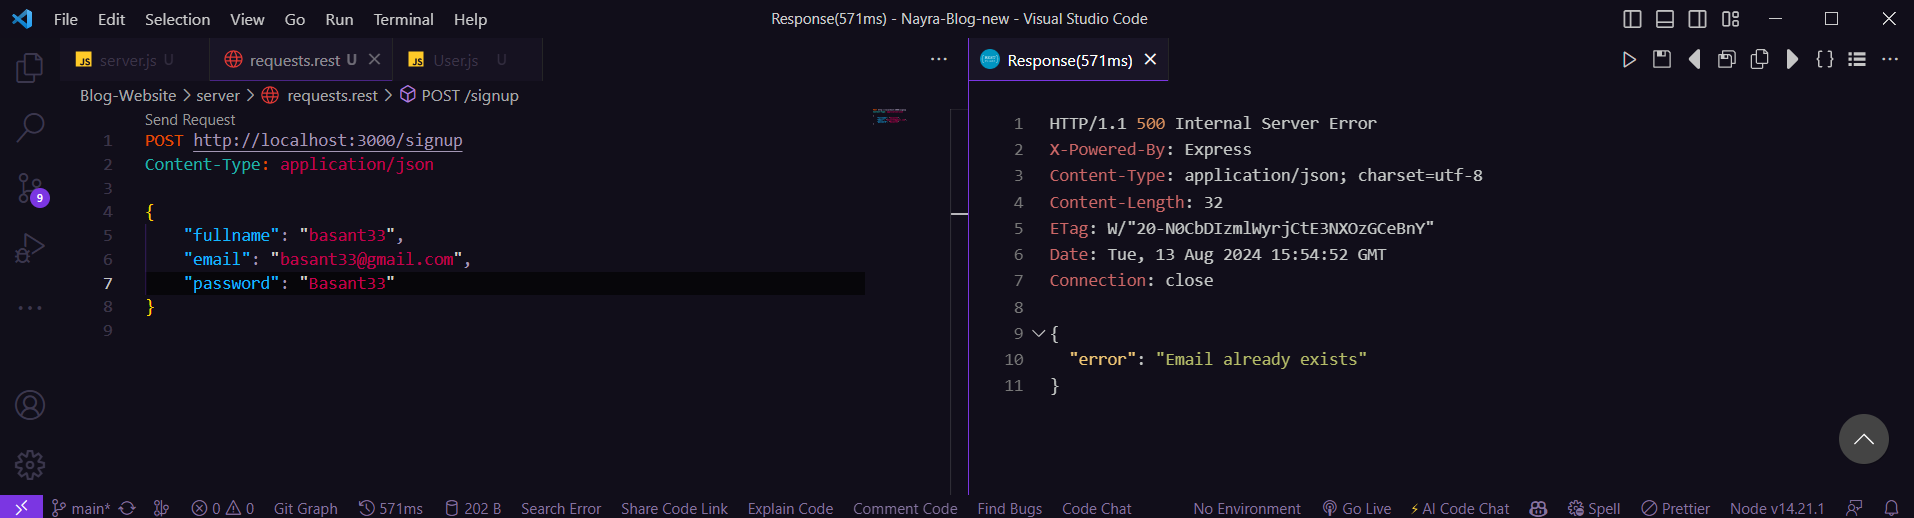 File Edit Selection View Go Run Terminal Help
Response(571ms) - Nayra-Blog-new - Visual Studio Code
JS server.js U
requests.rest U
JS User.js U
Response(571ms)
Blog-Website > server > requests.rest > POST /signup
Send Request
1 POST http://localhost:3000/signup
2 Content-Type: application/json
3
4 {
5 "fullname": "basant33",
6 "email": "basant33@gmail.com",
7 "password": "Basant33"
8 }
9
1 HTTP/1.1 500 Internal Server Error
2 X-Powered-By: Express
3 Content-Type: application/json; charset=utf-8
4 Content-Length: 32
5 ETag: W/"20-N0CbDIzmlWyrjCtE3NXOzGCeBnY"
6 Date: Tue, 13 Aug 2024 15:54:52 GMT
7 Connection: close
8
9 {
10 "error": "Email already exists"
11 }
9
main* 0 0 Git Graph 571ms 202 B Search Error Share Code Link Explain Code Comment Code Find Bugs Code Chat No Environment Go Live AI Code Chat Spell Prettier Node v14.21.1